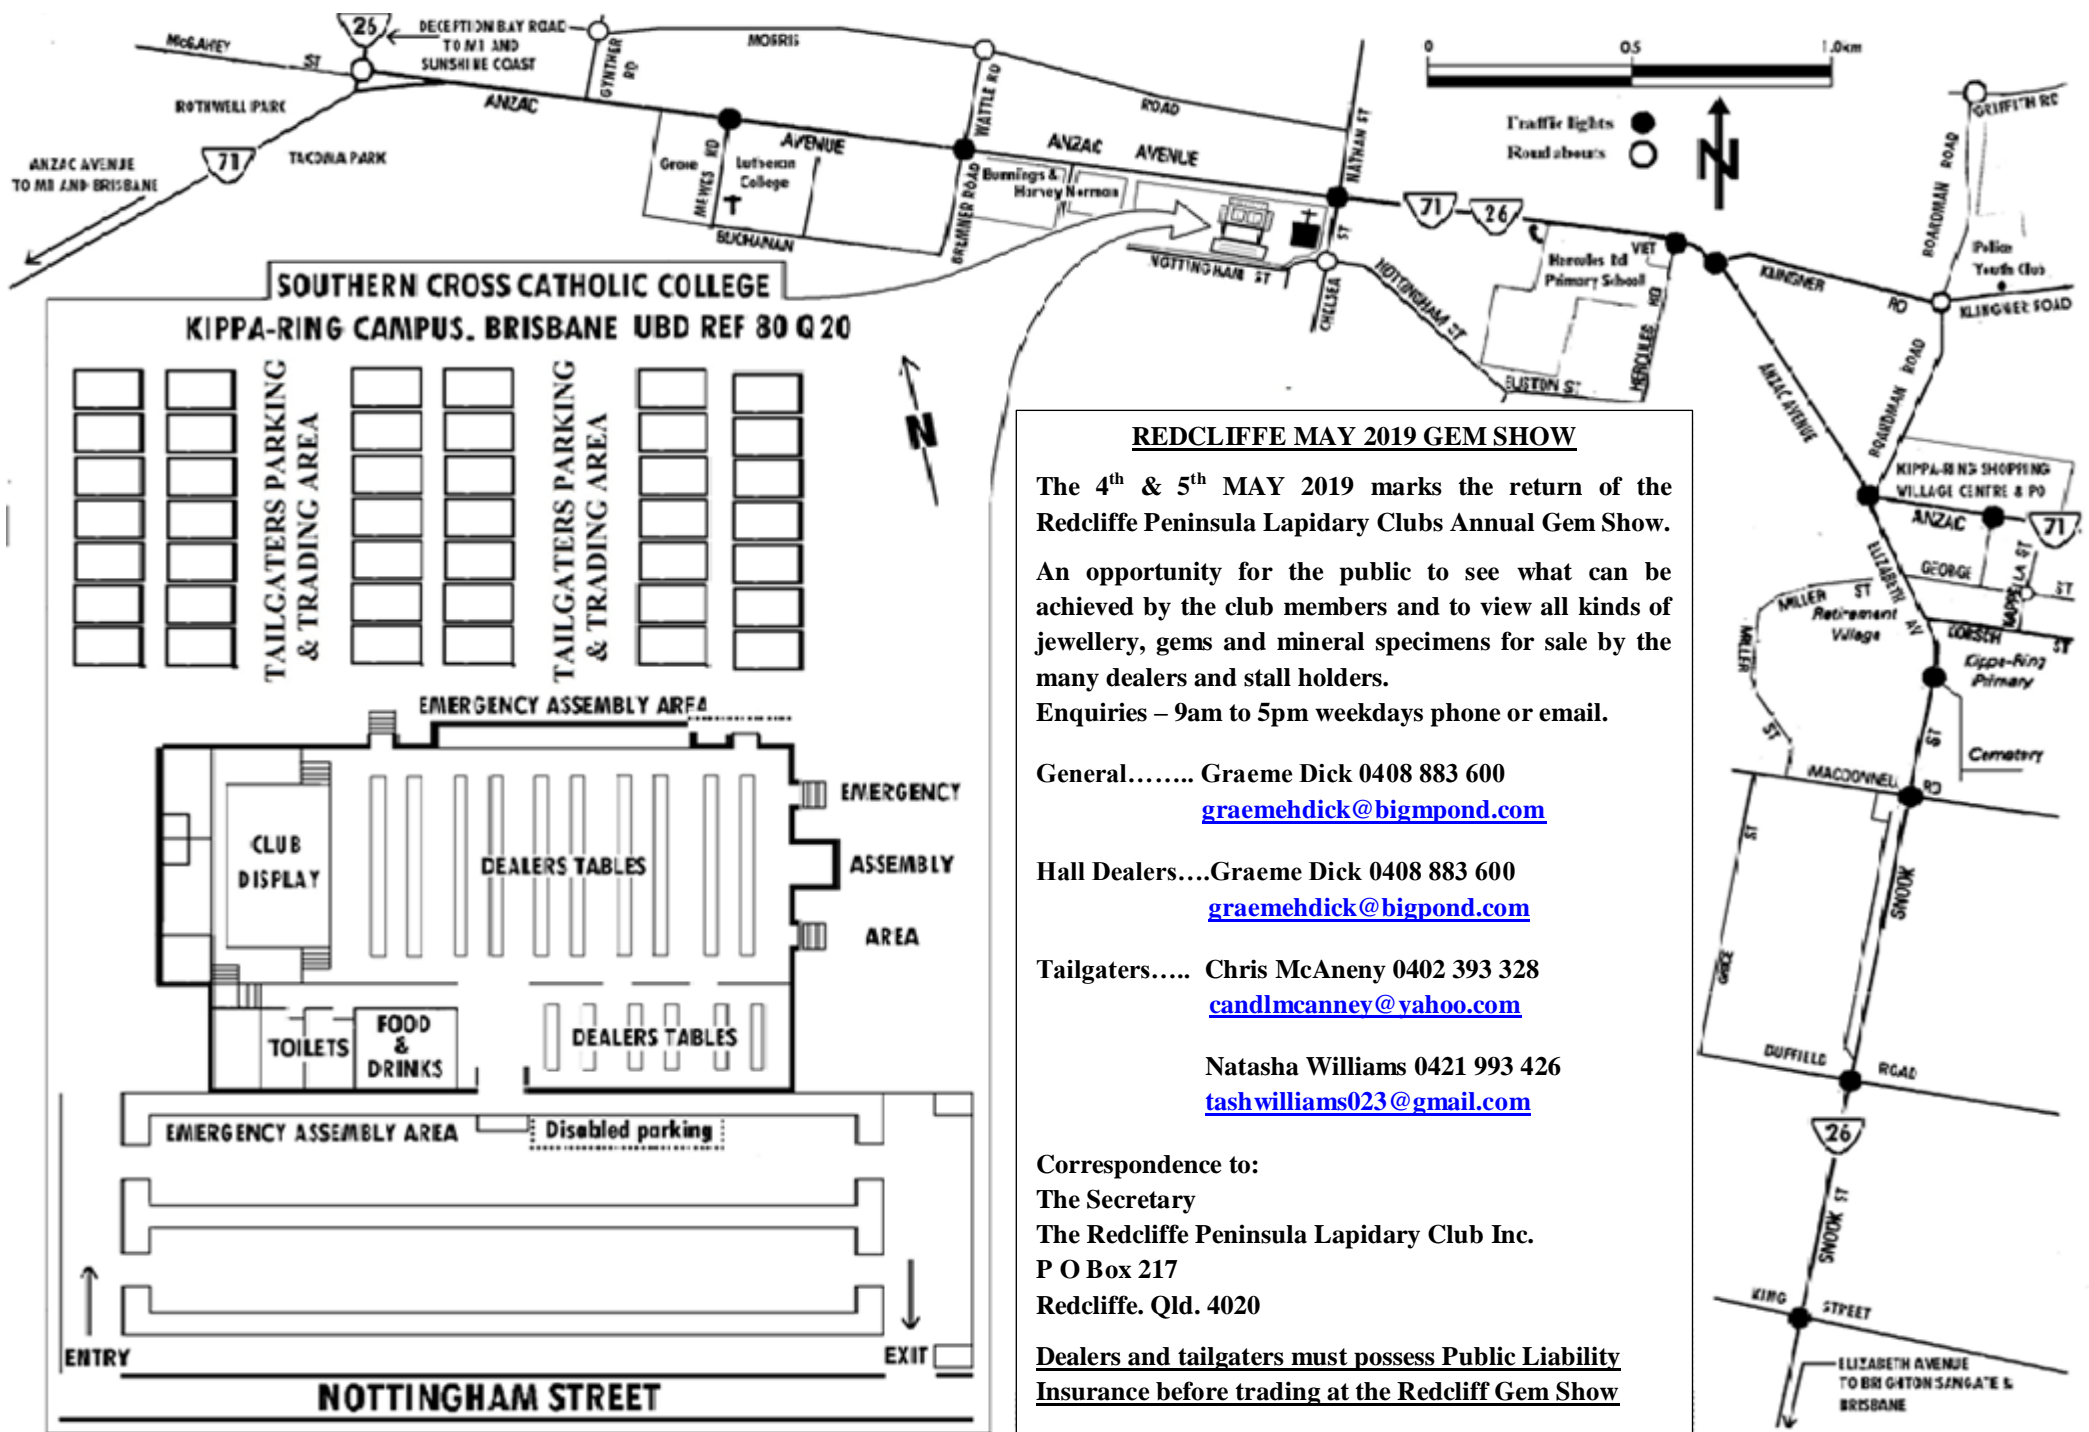 26
DECEPTION BAY ROAD
TO M1 AND
SUNSHINE COAST
McGAHEY
ST
GYNTHER
RD
MORRIS
ROAD
ROTHWELL PARK
ANZAC
AVENUE
WATTLE RD
NATHAN ST
ANZAC AVENUE
TO M1 AND BRISBANE
71
TACOMA PARK
Grace
MEWES RD
Lutheran
College
BUCHANAN
BREMNER ROAD
ANZAC
AVENUE
Bunnings &
Harvey Norman
NOTTINGHAM ST
ST
CHELSEA
NOTTINGHAM ST
71
26
0
0.5
1.0km
Traffic lights
Roundabouts
N
GRIFFITH RD
BOARDMAN ROAD
Police
Youth Club
VIET
Hercules Rd
Primary School
HERCULES RD
ELISTON ST
KLINGNER
RD
KLINGNER ROAD
ANZAC AVENUE
BOARDMAN ROAD
KIPPA-RING SHOPPING
VILLAGE CENTRE & PO
ANZAC
71
GEORGE
ST
KAPPELLA ST
ELIZABETH AV
MILLER ST
Retirement
Village
MILLER
ST
DORSCH
ST
Kippa-Ring
Primary
ST
Cemetery
MACDONNELL
RD
SNOOK
ST
GRICE
DUFFIELD
ROAD
26
SNOOK ST
KING
STREET
ELIZABETH AVENUE
TO BRIGHTON SANGATE &
BRISBANE
SOUTHERN CROSS CATHOLIC COLLEGE
KIPPA-RING CAMPUS. BRISBANE UBD REF 80 Q 20
TAILGATERS PARKING
& TRADING AREA
TAILGATERS PARKING
& TRADING AREA
N
EMERGENCY ASSEMBLY AREA
EMERGENCY
ASSEMBLY
AREA
CLUB
DISPLAY
DEALERS TABLES
TOILETS
FOOD
&
DRINKS
DEALERS TABLES
EMERGENCY ASSEMBLY AREA
Disabled parking
ENTRY
EXIT
NOTTINGHAM STREET
REDCLIFFE MAY 2019 GEM SHOW
The 4th & 5th MAY 2019 marks the return of the
Redcliffe Peninsula Lapidary Clubs Annual Gem Show.
An opportunity for the public to see what can be
achieved by the club members and to view all kinds of
jewellery, gems and mineral specimens for sale by the
many dealers and stall holders.
Enquiries – 9am to 5pm weekdays phone or email.
General…….. Graeme Dick 0408 883 600
graemehdick@bigmpond.com
Hall Dealers….Graeme Dick 0408 883 600
graemehdick@bigpond.com
Tailgaters….. Chris McAneny 0402 393 328
candlmcanney@yahoo.com
Natasha Williams 0421 993 426
tashwilliams023@gmail.com
Correspondence to:
The Secretary
The Redcliffe Peninsula Lapidary Club Inc.
P O Box 217
Redcliffe. Qld. 4020
Dealers and tailgaters must possess Public Liability
Insurance before trading at the Redcliff Gem Show